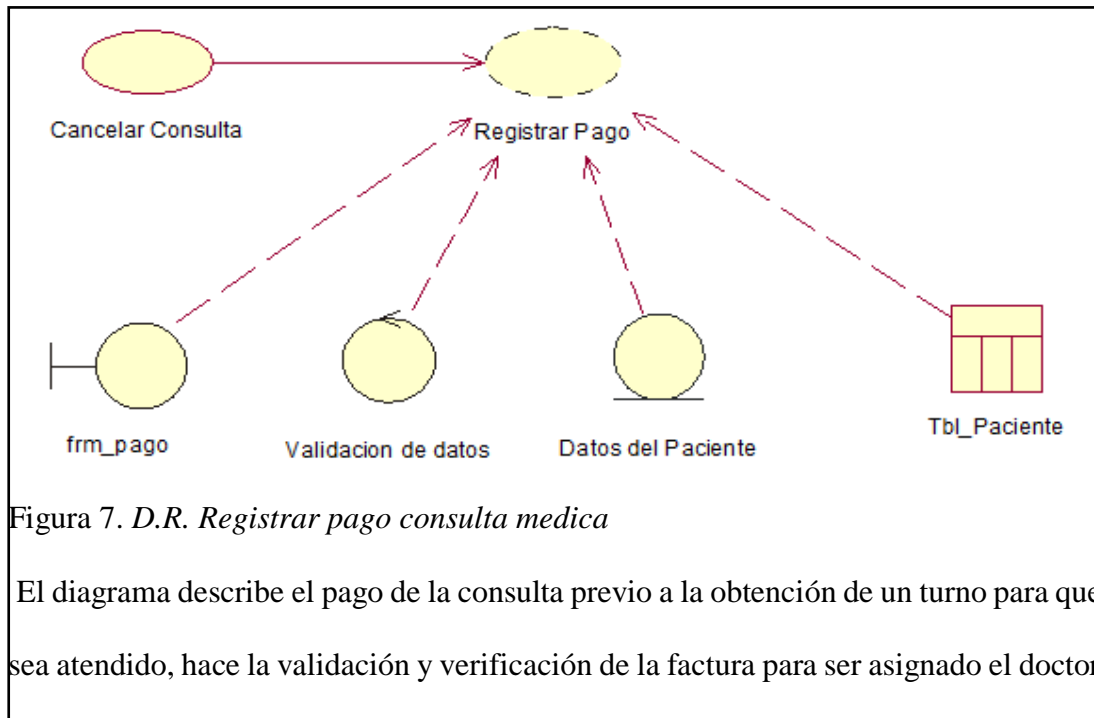 Cancelar Consulta
Registrar Pago
frm_pago
Validacion de datos
Datos del Paciente
Tbl_Paciente
Figura 7. D.R. Registrar pago consulta medica
El diagrama describe el pago de la consulta previo a la obtención de un turno para que
sea atendido, hace la validación y verificación de la factura para ser asignado el doctor